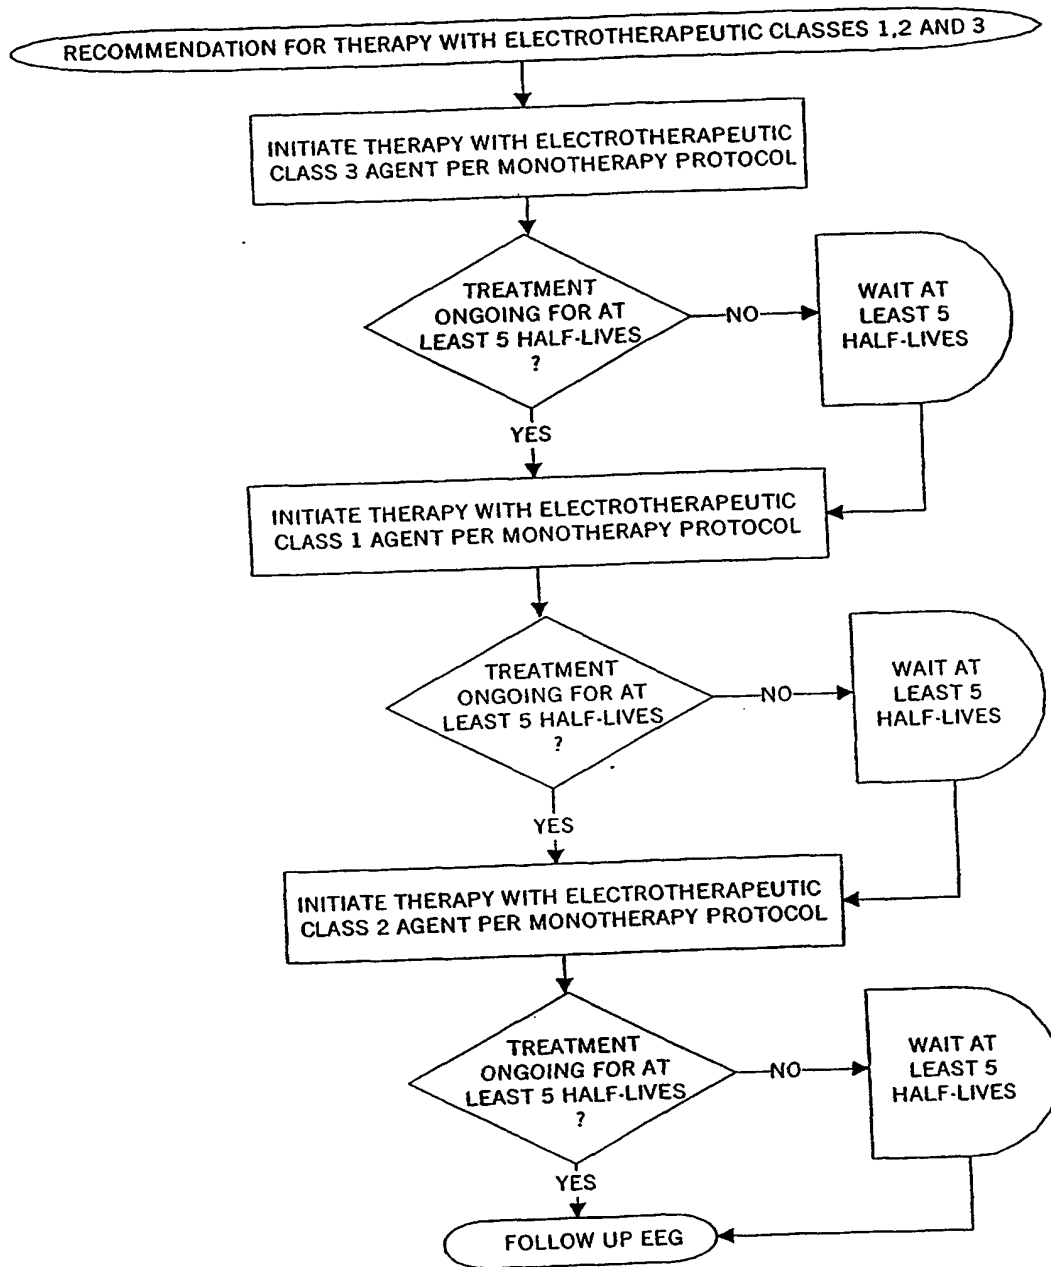 RECOMMENDATION FOR THERAPY WITH ELECTROTHERAPEUTIC CLASSES 1,2 AND 3
INITIATE THERAPY WITH ELECTROTHERAPEUTIC
CLASS 3 AGENT PER MONOTHERAPY PROTOCOL
TREATMENT
ONGOING FOR AT
LEAST 5 HALF-LIVES
?
NO
WAIT AT
LEAST 5
HALF-LIVES
YES
INITIATE THERAPY WITH ELECTROTHERAPEUTIC
CLASS 1 AGENT PER MONOTHERAPY PROTOCOL
TREATMENT
ONGOING FOR AT
LEAST 5 HALF-LIVES
?
NO
WAIT AT
LEAST 5
HALF-LIVES
YES
INITIATE THERAPY WITH ELECTROTHERAPEUTIC
CLASS 2 AGENT PER MONOTHERAPY PROTOCOL
TREATMENT
ONGOING FOR AT
LEAST 5 HALF-LIVES
?
NO
WAIT AT
LEAST 5
HALF-LIVES
YES
FOLLOW UP EEG